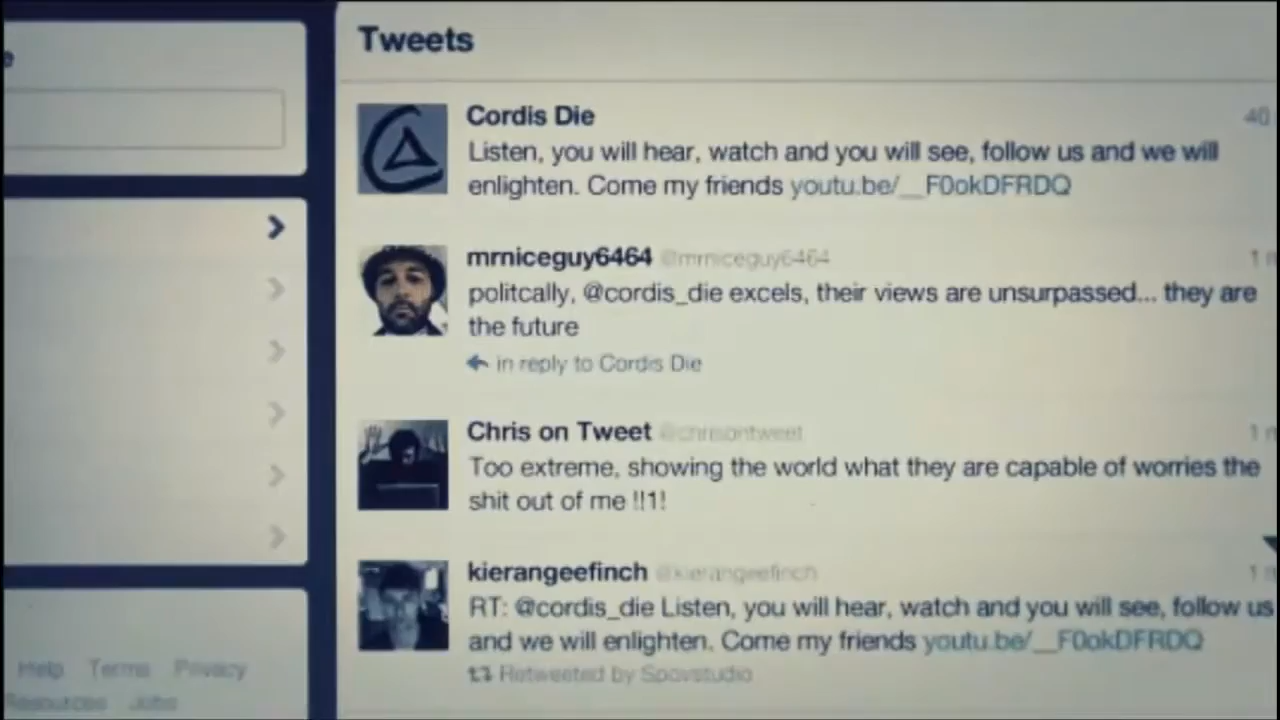 e
Tweets
Cordis Die
40
Listen, you will hear, watch and you will see, follow us and we will
enlighten. Come my friends youtu.be/__F0okDFRDQ
mrniceguy6464 @mrniceguy6464
politcally, @cordis_die excels, their views are unsurpassed... they are
the future
in reply to Cordis Die
Chris on Tweet @chrisontweet
Too extreme, showing the world what they are capable of worries the
shit out of me !!1!
kierangeefinch @kierangeefinch
RT: @cordis_die Listen, you will hear, watch and you will see, follow us
and we will enlighten. Come my friends youtu.be/__F0okDFRDQ
Retweeted by Spovstudio
Help Terms Privacy
Resources Jobs